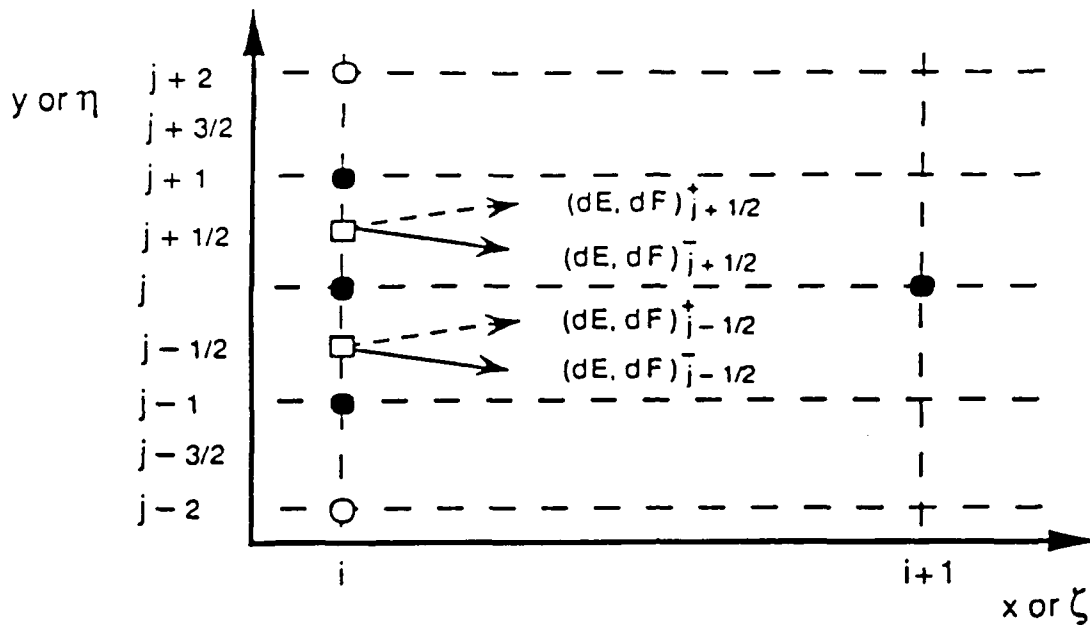 y or η
j + 2
j + 3/2
j + 1
j + 1/2
j
j – 1/2
j – 1
j – 3/2
j – 2
(dE, dF)⁺j + 1/2
(dE, dF)⁻j + 1/2
(dE, dF)⁺j – 1/2
(dE, dF)⁻j – 1/2
i
i + 1
x or ζ